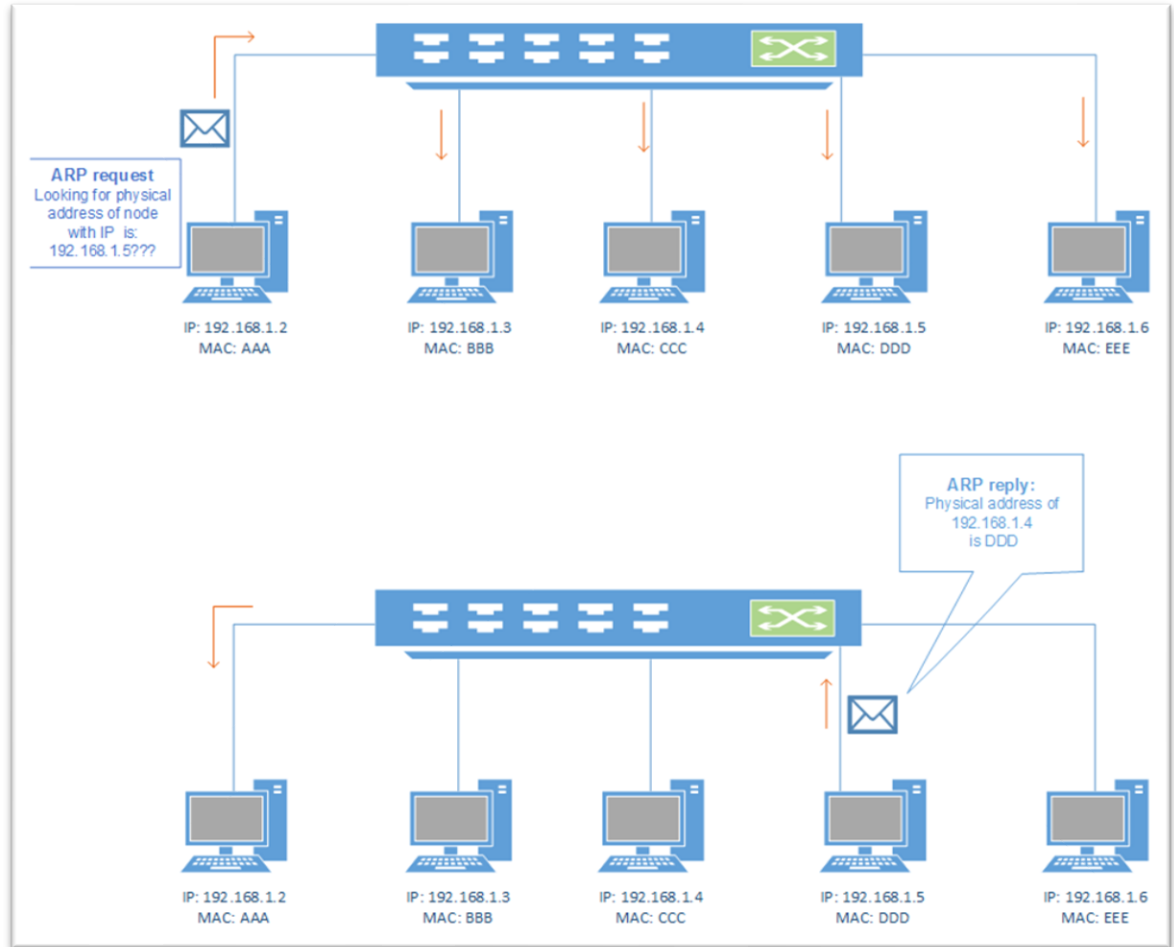 ARP request
Looking for physical
address of node
with IP is:
192.168.1.5???
IP: 192.168.1.2
MAC: AAA
IP: 192.168.1.3
MAC: BBB
IP: 192.168.1.4
MAC: CCC
IP: 192.168.1.5
MAC: DDD
IP: 192.168.1.6
MAC: EEE
ARP reply:
Physical address of
192.168.1.4
is DDD
IP: 192.168.1.2
MAC: AAA
IP: 192.168.1.3
MAC: BBB
IP: 192.168.1.4
MAC: CCC
IP: 192.168.1.5
MAC: DDD
IP: 192.168.1.6
MAC: EEE